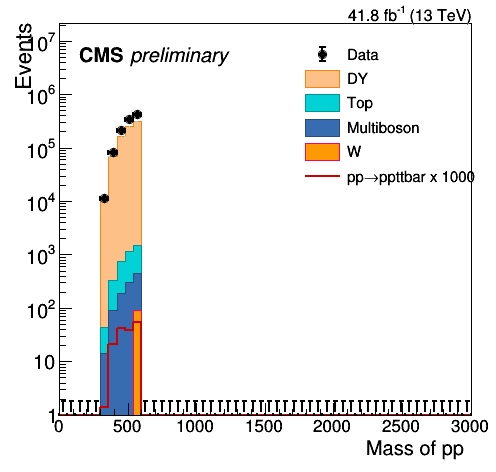 41.8 fb⁻¹ (13 TeV)
Events
CMS preliminary
Data
DY
Top
Multiboson
W
pp→ppttbar x 1000
10⁷
10⁶
10⁵
10⁴
10³
10²
10
1
0 500 1000 1500 2000 2500 3000
Mass of pp